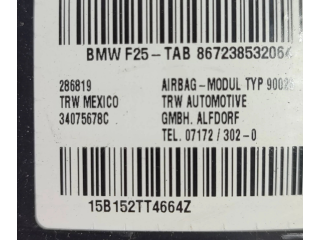 BMW F25-TAB 86723853206
286819 AIRBAG-MODUL TYP 9002
TRW MEXICO TRW AUTOMOTIVE
34075678C GMBH. ALFDORF
TEL. 07172 / 302-0
15B152TT4664Z